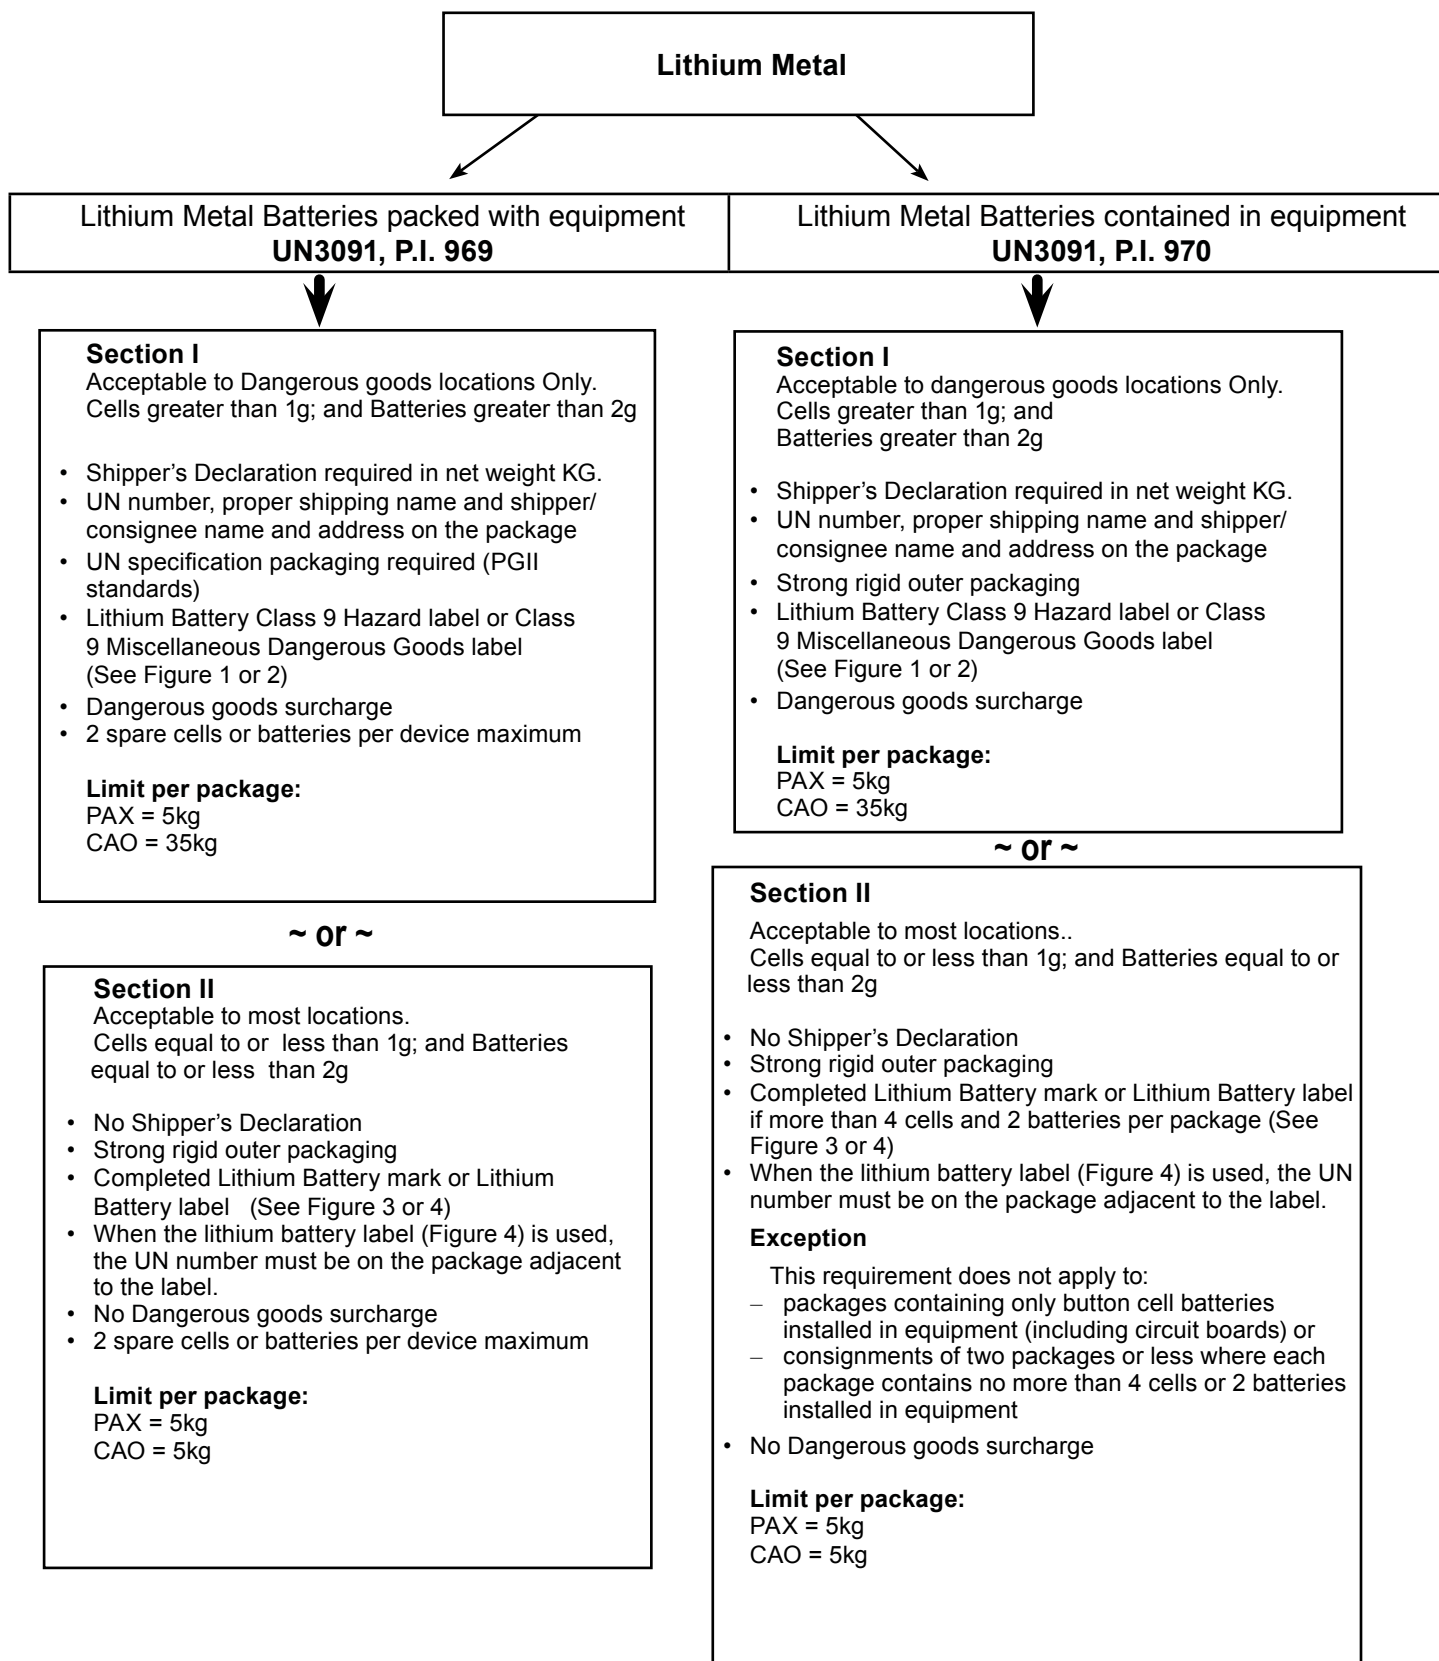 Lithium Metal
Lithium Metal Batteries packed with equipment
UN3091, P.I. 969
Lithium Metal Batteries contained in equipment
UN3091, P.I. 970
Section I
Acceptable to Dangerous goods locations Only.
Cells greater than 1g; and Batteries greater than 2g
• Shipper’s Declaration required in net weight KG.
• UN number, proper shipping name and shipper/
consignee name and address on the package
• UN specification packaging required (PGII
standards)
• Lithium Battery Class 9 Hazard label or Class
9 Miscellaneous Dangerous Goods label
(See Figure 1 or 2)
• Dangerous goods surcharge
• 2 spare cells or batteries per device maximum
Limit per package:
PAX = 5kg
CAO = 35kg
~ or ~
Section II
Acceptable to most locations.
Cells equal to or less than 1g; and Batteries
equal to or less than 2g
• No Shipper’s Declaration
• Strong rigid outer packaging
• Completed Lithium Battery mark or Lithium
Battery label (See Figure 3 or 4)
• When the lithium battery label (Figure 4) is used,
the UN number must be on the package adjacent
to the label.
• No Dangerous goods surcharge
• 2 spare cells or batteries per device maximum
Limit per package:
PAX = 5kg
CAO = 5kg
Section I
Acceptable to dangerous goods locations Only.
Cells greater than 1g; and
Batteries greater than 2g
• Shipper’s Declaration required in net weight KG.
• UN number, proper shipping name and shipper/
consignee name and address on the package
• Strong rigid outer packaging
• Lithium Battery Class 9 Hazard label or Class
9 Miscellaneous Dangerous Goods label
(See Figure 1 or 2)
• Dangerous goods surcharge
Limit per package:
PAX = 5kg
CAO = 35kg
~ or ~
Section II
Acceptable to most locations..
Cells equal to or less than 1g; and Batteries equal to or
less than 2g
• No Shipper’s Declaration
• Strong rigid outer packaging
• Completed Lithium Battery mark or Lithium Battery label
if more than 4 cells and 2 batteries per package (See
Figure 3 or 4)
• When the lithium battery label (Figure 4) is used, the UN
number must be on the package adjacent to the label.
Exception
This requirement does not apply to:
– packages containing only button cell batteries
installed in equipment (including circuit boards) or
– consignments of two packages or less where each
package contains no more than 4 cells or 2 batteries
installed in equipment
• No Dangerous goods surcharge
Limit per package:
PAX = 5kg
CAO = 5kg